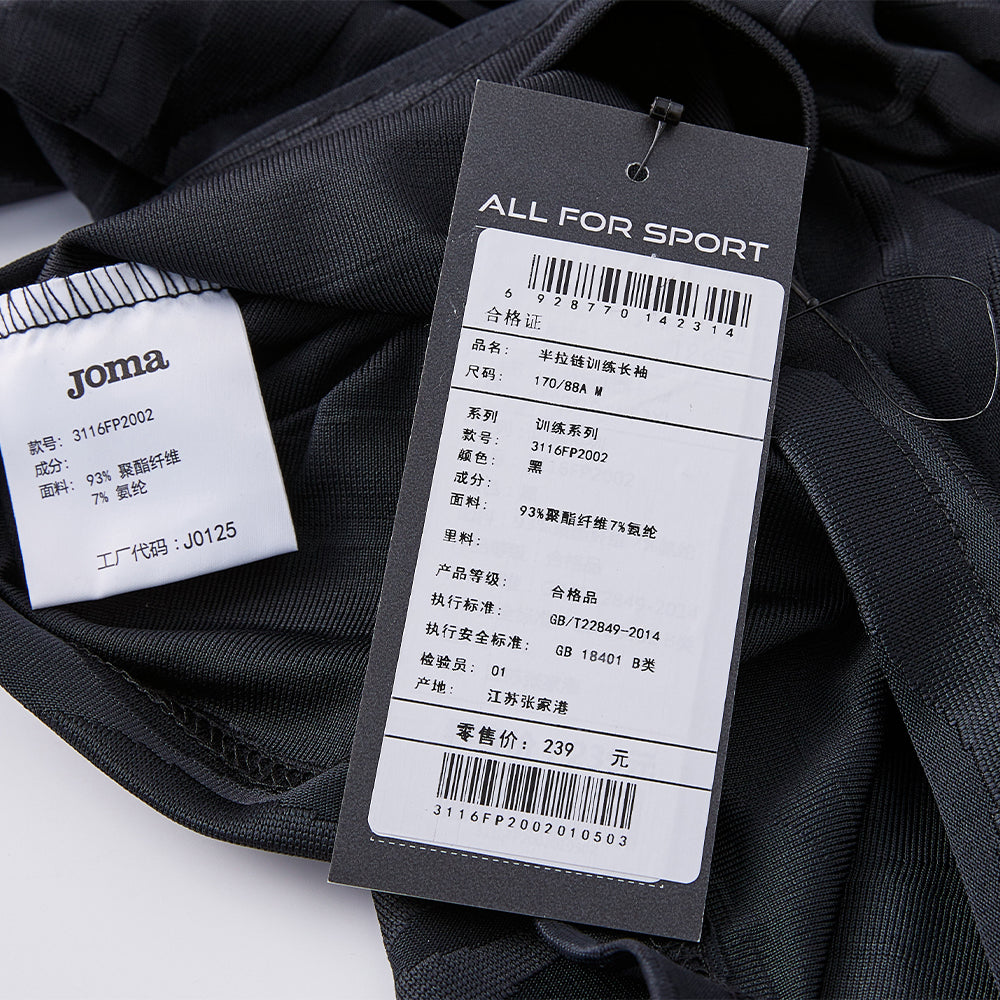 Joma
款号: 3116FP2002
成分:
面料: 93% 聚酯纤维
7% 氨纶
工厂代码:J0125
ALL FOR SPORT
6 928770 142314
合格证
品名: 半拉链训练长袖
尺码: 170/88A M
系列 训练系列
款号: 3116FP2002
颜色: 黑
成分:
面料: 93%聚酯纤维7%氨纶
里料:
产品等级: 合格品
执行标准: GB/T22849-2014
执行安全标准: GB 18401 B类
检验员: 01
产地: 江苏张家港
零售价: 239 元
3116FP2002010503